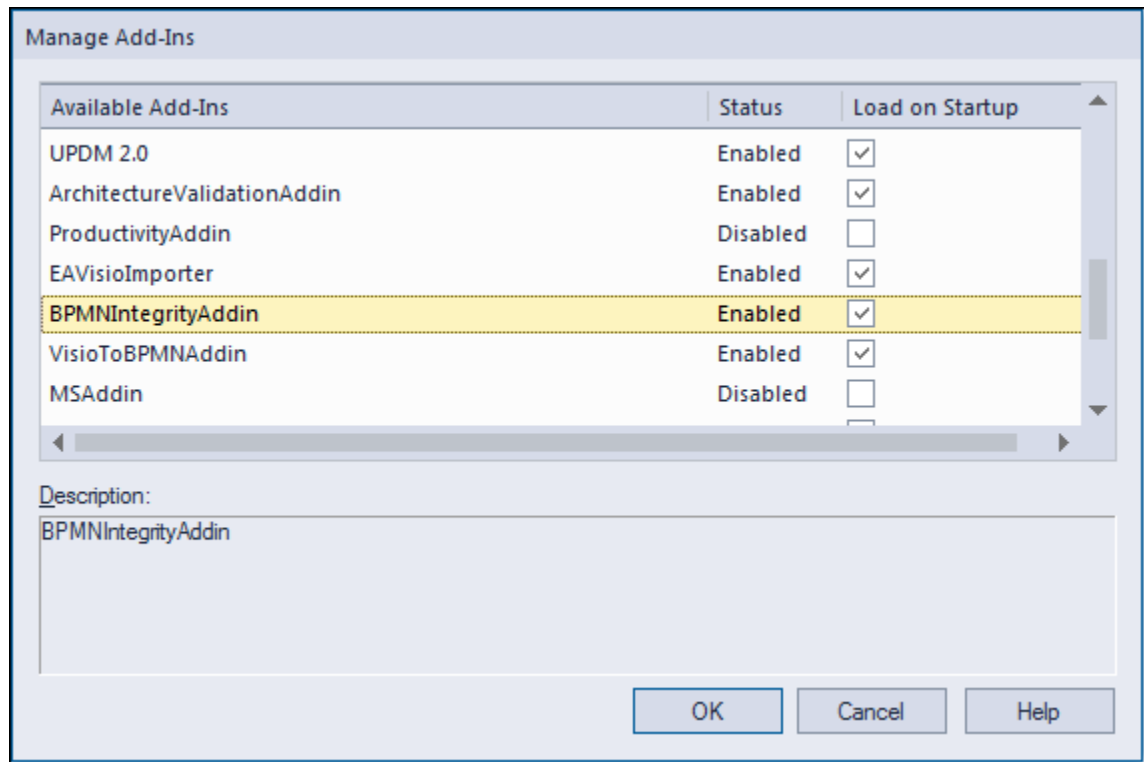 Manage Add-Ins
Available Add-Ins Status Load on Startup
UPDM 2.0 Enabled
ArchitectureValidationAddin Enabled
ProductivityAddin Disabled
EAVisioImporter Enabled
BPMNIntegrityAddin Enabled
VisioToBPMNAddin Enabled
MSAddin Disabled
Description:
BPMNIntegrityAddin
OK Cancel Help